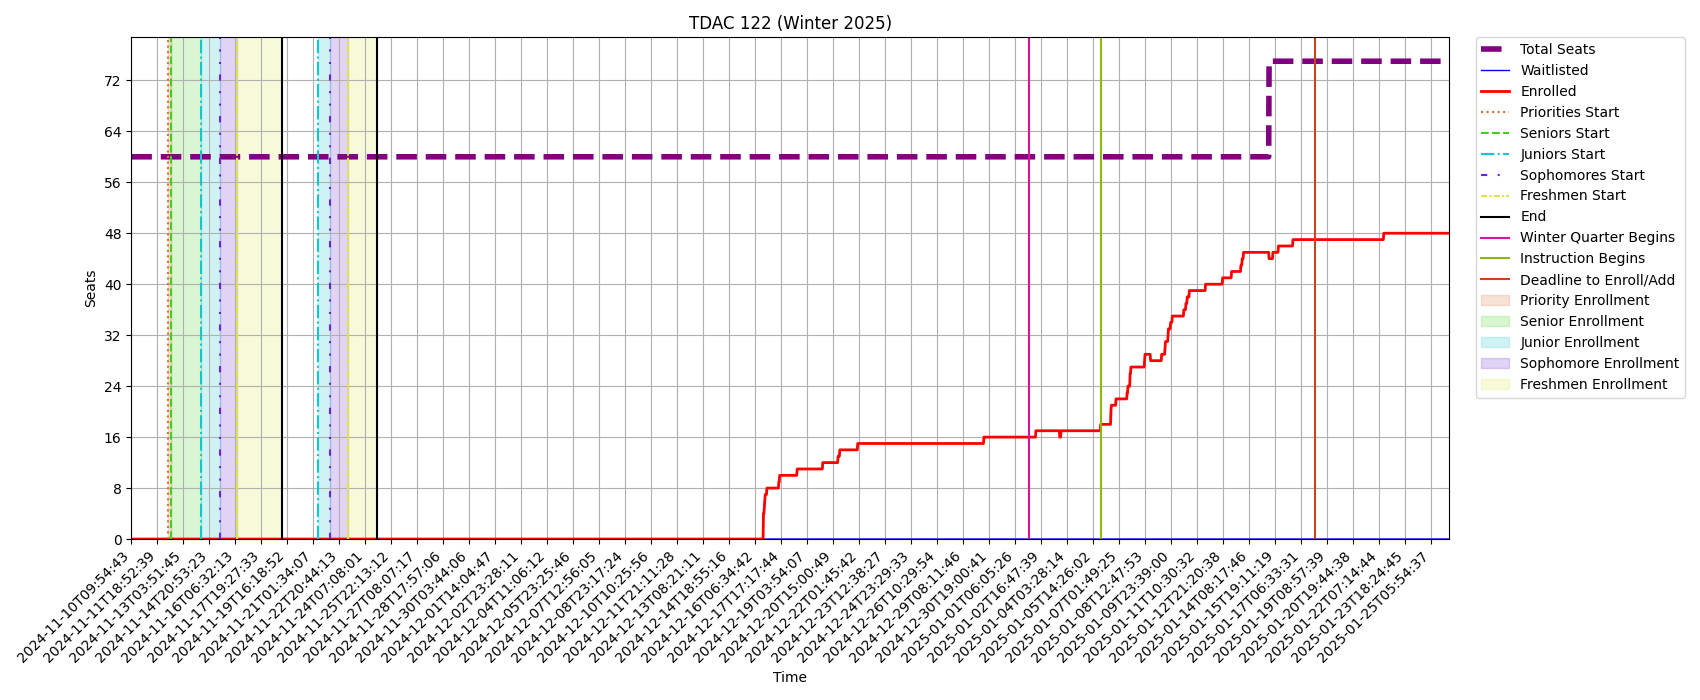 TDAC 122 (Winter 2025)
Total Seats
Waitlisted
Enrolled
Priorities Start
Seniors Start
Juniors Start
Sophomores Start
Freshmen Start
End
Winter Quarter Begins
Instruction Begins
Deadline to Enroll/Add
Priority Enrollment
Senior Enrollment
Junior Enrollment
Sophomore Enrollment
Freshmen Enrollment
Seats
72
64
56
48
40
32
24
16
8
0
2024-11-10T09:54:43
2024-11-11T18:52:39
2024-11-13T03:51:45
2024-11-14T20:53:23
2024-11-16T06:32:13
2024-11-17T19:27:33
2024-11-19T16:18:52
2024-11-21T01:34:07
2024-11-22T20:44:13
2024-11-24T07:08:01
2024-11-25T22:13:12
2024-11-27T08:07:17
2024-11-28T17:57:06
2024-11-30T03:44:06
2024-12-01T14:04:47
2024-12-02T23:28:11
2024-12-04T11:06:12
2024-12-05T23:25:46
2024-12-07T12:56:05
2024-12-08T23:17:24
2024-12-10T10:25:56
2024-12-11T21:11:28
2024-12-13T08:21:11
2024-12-14T18:55:16
2024-12-16T06:34:42
2024-12-17T17:17:44
2024-12-19T03:54:07
2024-12-20T15:00:49
2024-12-22T01:45:42
2024-12-23T12:38:27
2024-12-24T23:29:33
2024-12-26T10:29:54
2024-12-29T08:11:46
2024-12-30T19:00:41
2025-01-01T06:05:26
2025-01-02T16:47:39
2025-01-04T03:28:14
2025-01-05T14:26:02
2025-01-07T01:49:25
2025-01-08T12:47:53
2025-01-09T23:39:00
2025-01-11T10:30:32
2025-01-12T21:20:38
2025-01-14T08:17:46
2025-01-15T19:11:19
2025-01-17T06:33:31
2025-01-19T08:57:39
2025-01-20T19:44:38
2025-01-22T07:14:44
2025-01-23T18:24:45
2025-01-25T05:54:37
Time